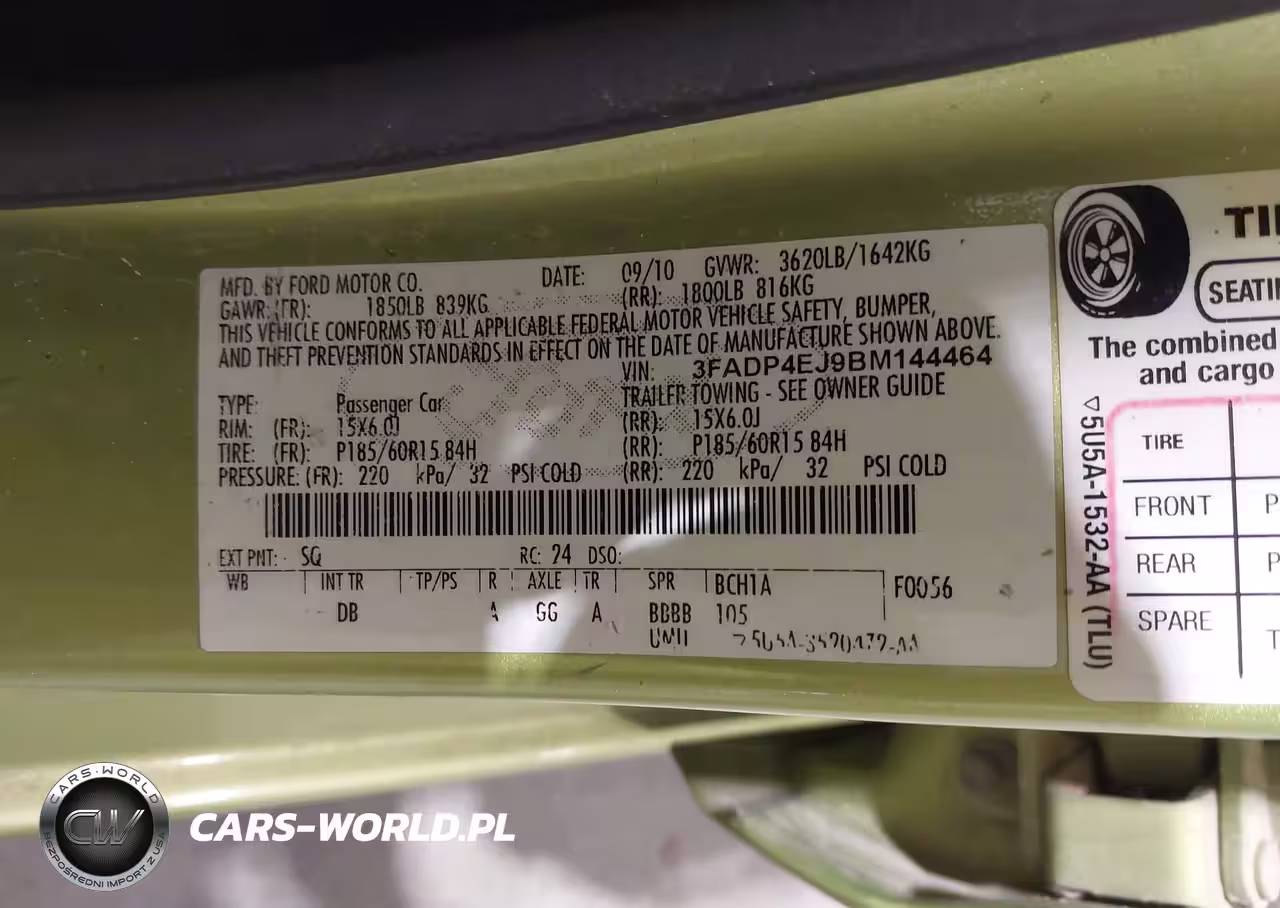 MFD. BY FORD MOTOR CO. DATE: 09/10 GVWR: 3620LB/1642KG
GAWR:(FR): 1850LB 839KG (RR): 1800LB 816KG
THIS VEHICLE CONFORMS TO ALL APPLICABLE FEDERAL MOTOR VEHICLE SAFETY, BUMPER,
AND THEFT PREVENTION STANDARDS IN EFFECT ON THE DATE OF MANUFACTURE SHOWN ABOVE.
VIN: 3FADP4EJ9BM144464
TYPE: Passenger Car TRAILER TOWING - SEE OWNER GUIDE
RIM: (FR): 15X6.0J (RR): 15X6.0J
TIRE: (FR): P185/60R15 84H (RR): P185/60R15 84H
PRESSURE: (FR): 220 kPa/ 32 PSI COLD (RR): 220 kPa/ 32 PSI COLD
EXT PNT: SQ RC: 24 DSO:
WB INT TR TP/PS R AXLE TR SPR BCH1A F0056
DB A GG A BBBB 105
SEATIN
The combined
and cargo
5U5A-1532-AA (TLU)
TIRE
FRONT P
REAR P
SPARE T
CARS-WORLD
CW
BEZPOŚREDNI IMPORT Z USA
CARS-WORLD.PL